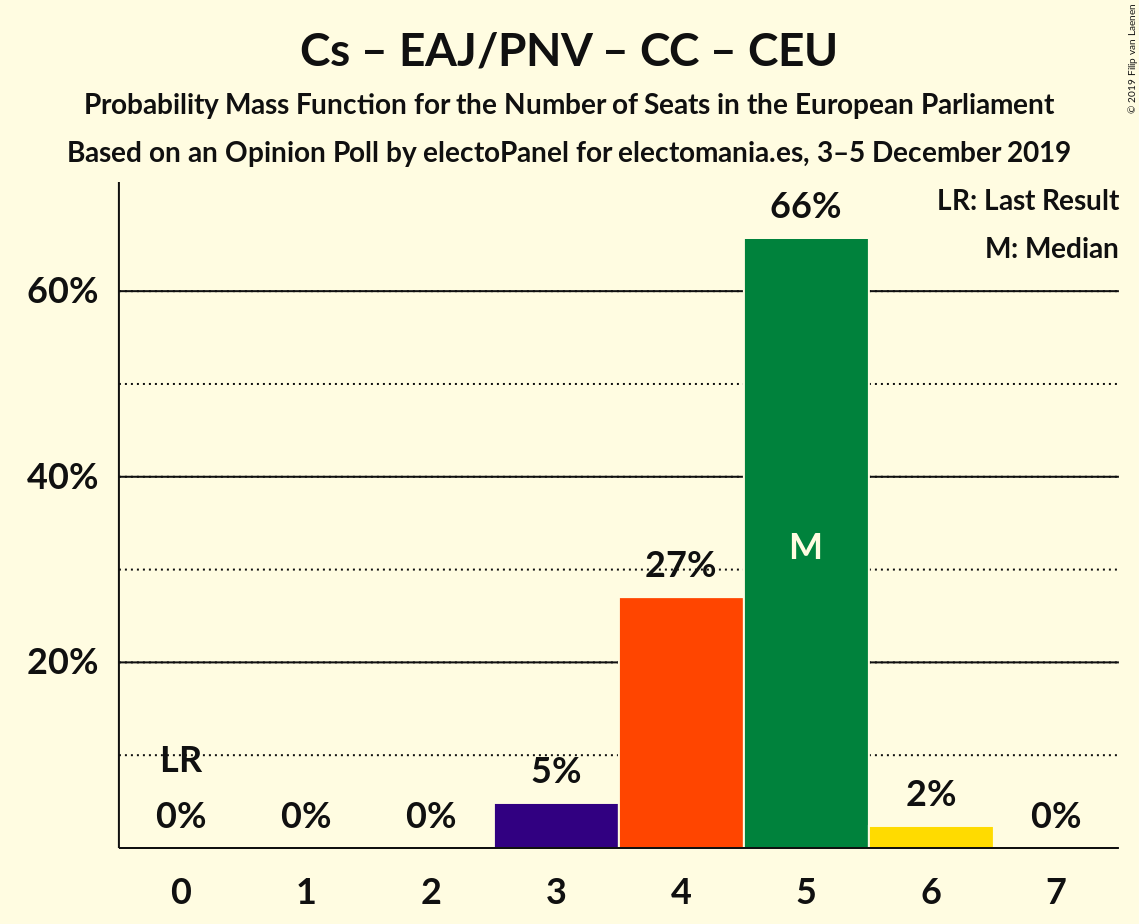 Cs – EAJ/PNV – CC – CEU
Probability Mass Function for the Number of Seats in the European Parliament
Based on an Opinion Poll by electoPanel for electomania.es, 3–5 December 2019
© 2019 Filip van Laenen
LR: Last Result
M: Median
60%
40%
20%
LR
0%
0%
0%
5%
27%
66%
M
2%
0%
0
1
2
3
4
5
6
7